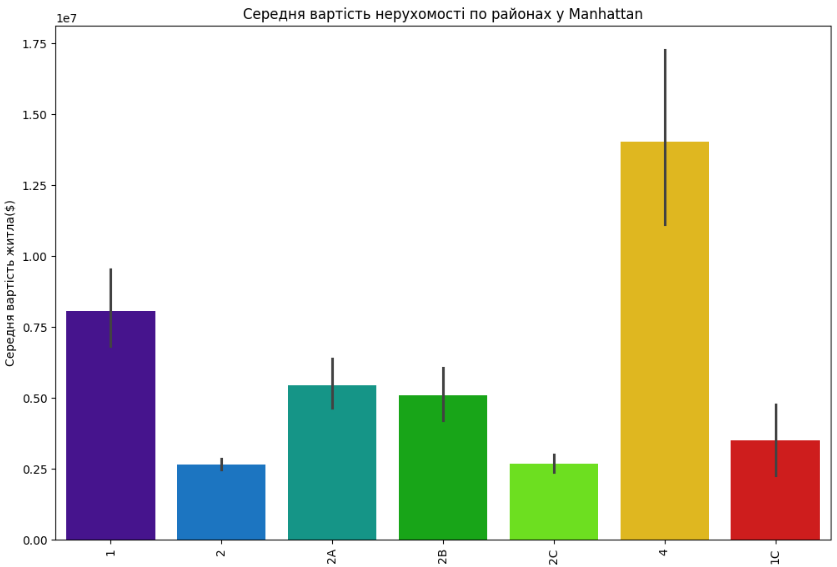 Середня вартість нерухомості по районах у Manhattan
1e7
1.75
1.50
1.25
1.00
0.75
0.50
0.25
0.00
Середня вартість житла($)
1
2
2A
2B
2C
4
1C